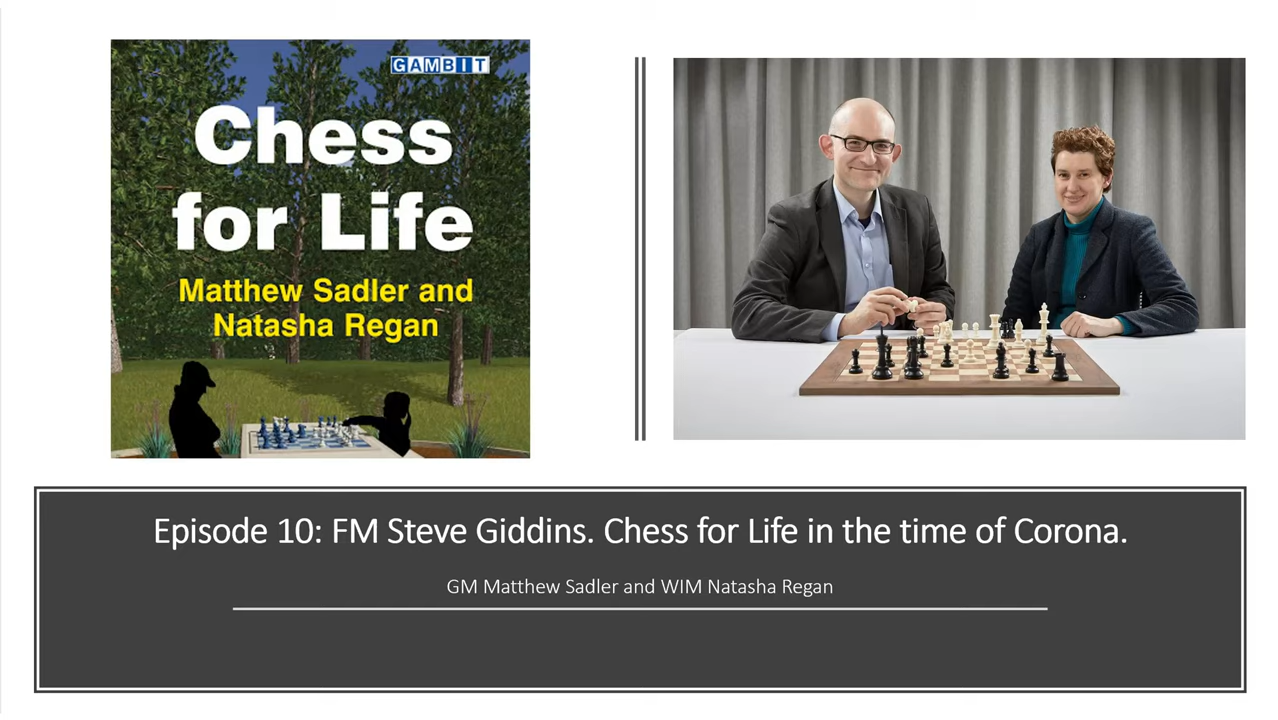 GAMBIT
Chess
for Life
Matthew Sadler and
Natasha Regan
Episode 10: FM Steve Giddins. Chess for Life in the time of Corona.
GM Matthew Sadler and WIM Natasha Regan